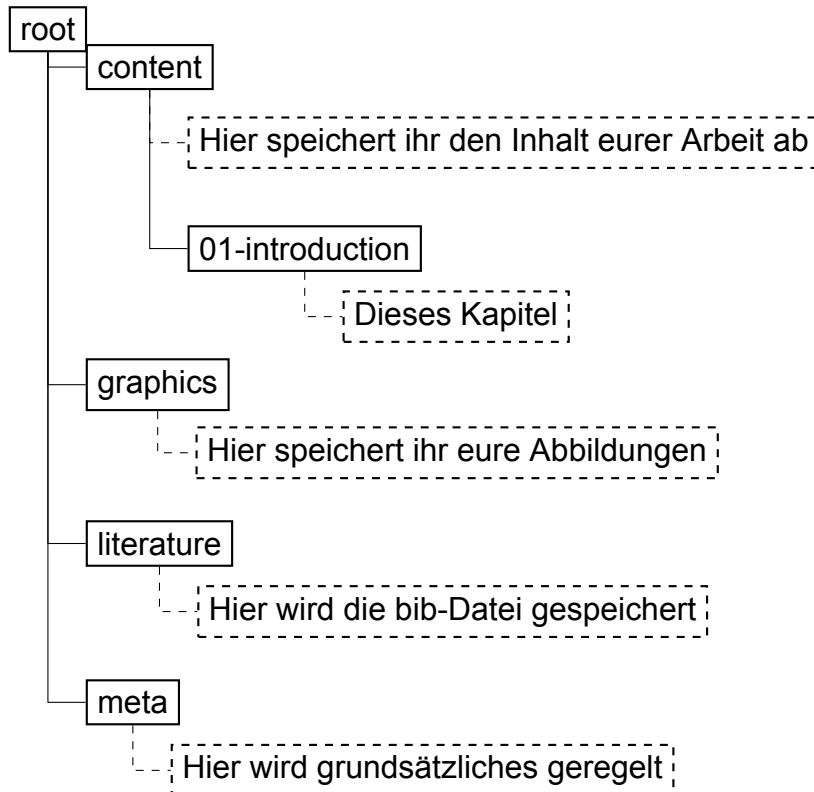 root
content
Hier speichert ihr den Inhalt eurer Arbeit ab
01-introduction
Dieses Kapitel
graphics
Hier speichert ihr eure Abbildungen
literature
Hier wird die bib-Datei gespeichert
meta
Hier wird grundsätzliches geregelt